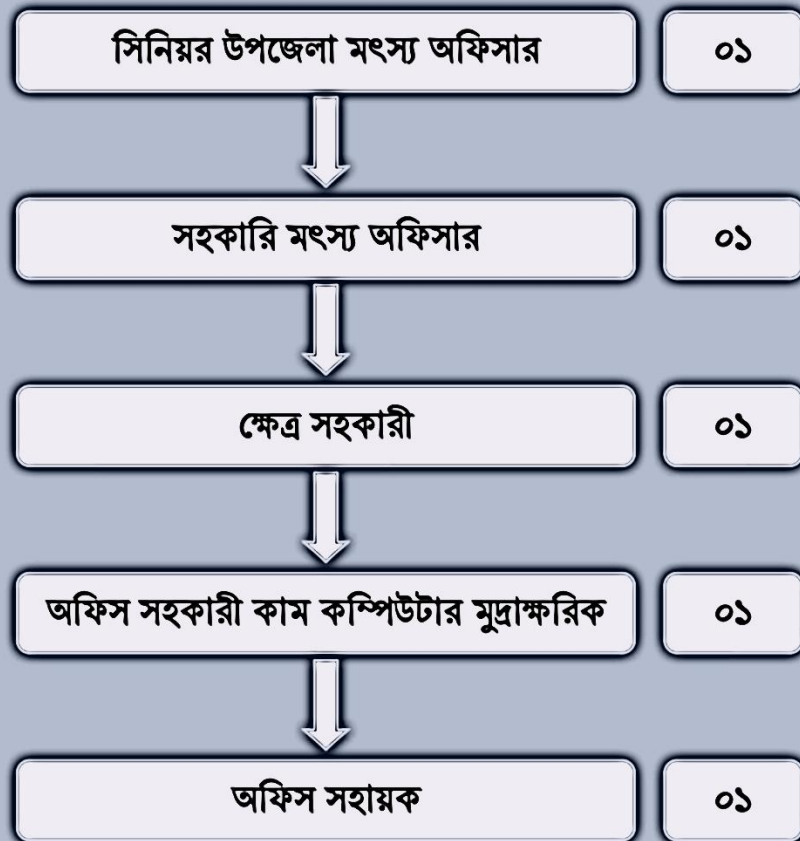 সিনিয়র উপজেলা মৎস্য অফিসার ০১
সহকারি মৎস্য অফিসার ০১
ক্ষেত্র সহকারী ০১
অফিস সহকারী কাম কম্পিউটার মুদ্রাক্ষরিক ০১
অফিস সহায়ক ০১